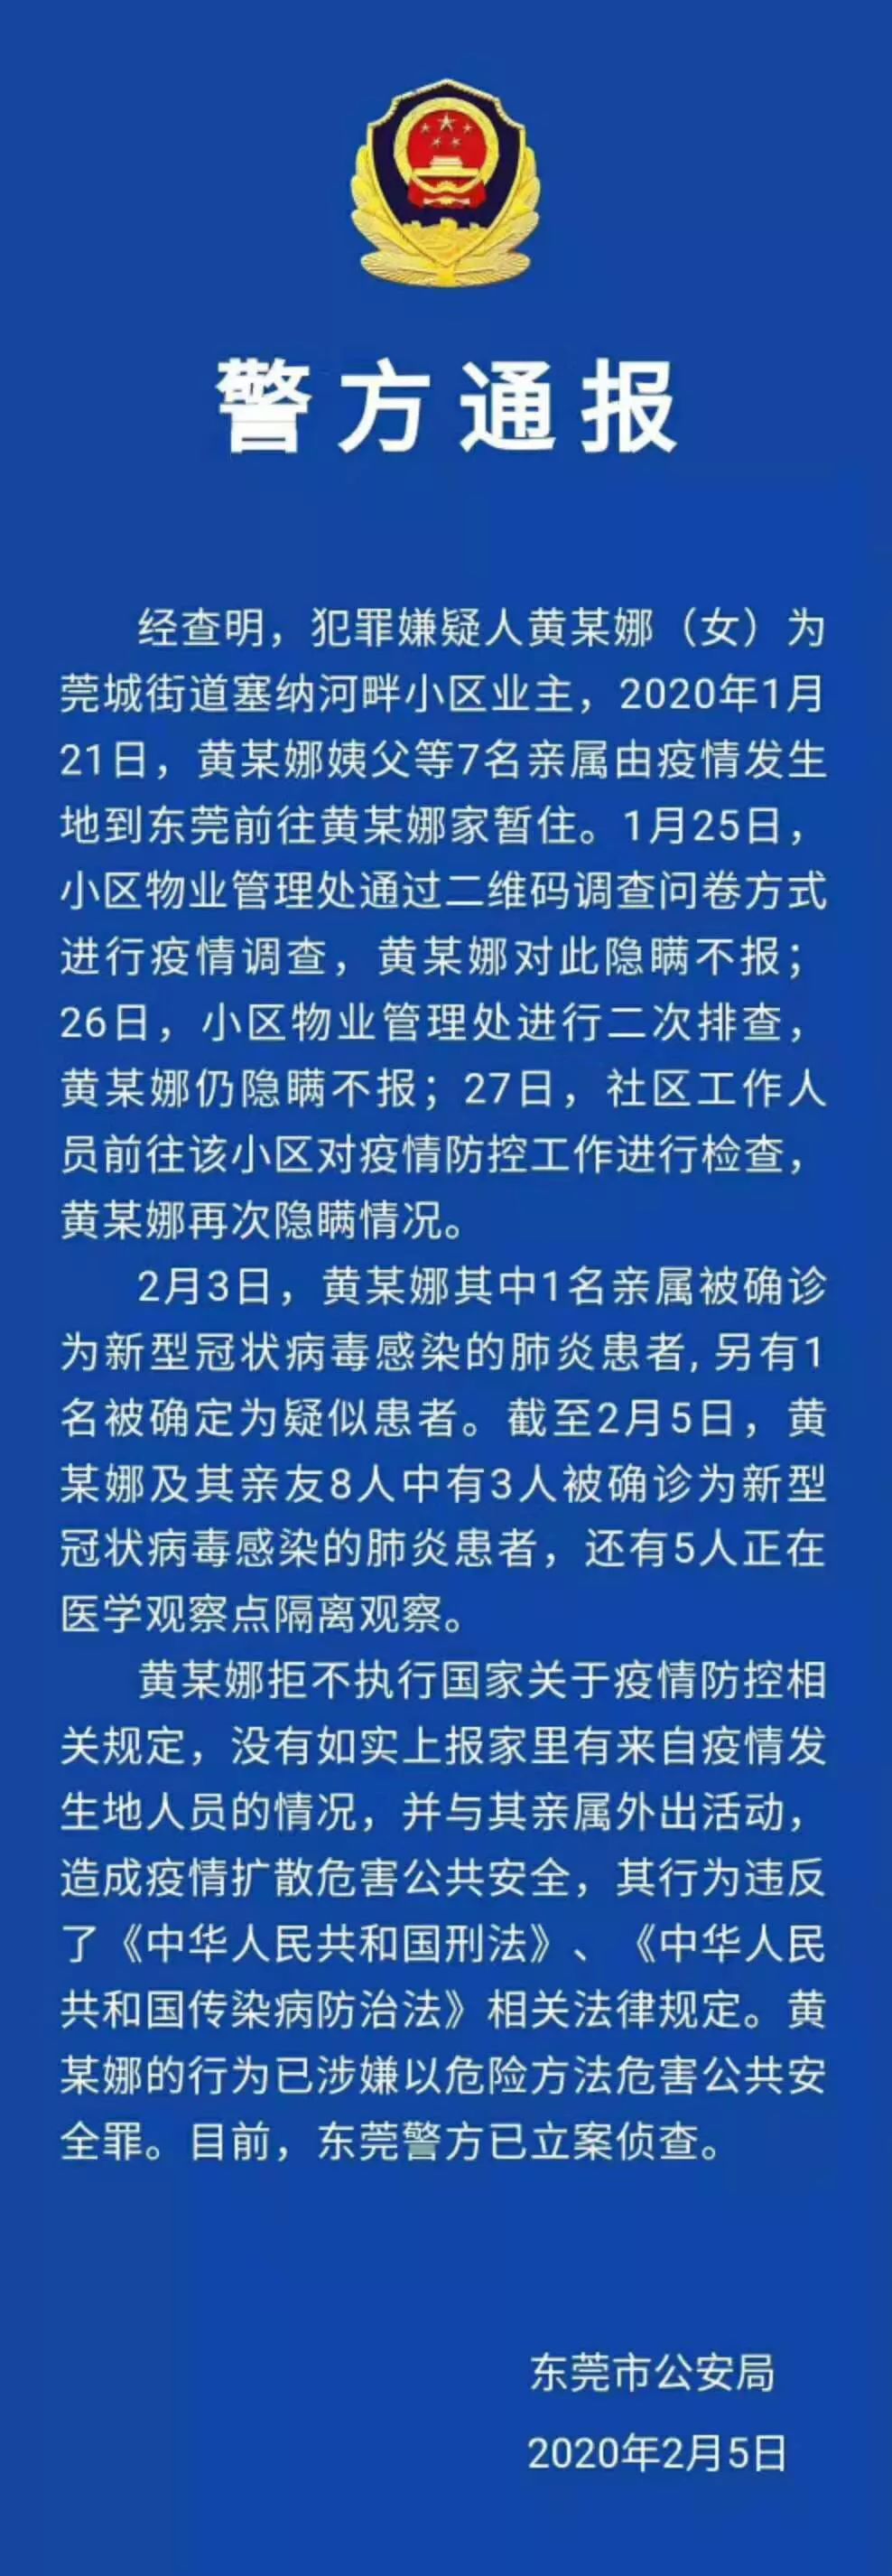 警方通报
经查明，犯罪嫌疑人黄某娜（女）为
莞城街道塞纳河畔小区业主，2020年1月
21日，黄某娜姨父等7名亲属由疫情发生
地到东莞前往黄某娜家暂住。1月25日，
小区物业管理处通过二维码调查问卷方式
进行疫情调查，黄某娜对此隐瞒不报；
26日，小区物业管理处进行二次排查，
黄某娜仍隐瞒不报；27日，社区工作人
员前往该小区对疫情防控工作进行检查，
黄某娜再次隐瞒情况。
2月3日，黄某娜其中1名亲属被确诊
为新型冠状病毒感染的肺炎患者,另有1
名被确定为疑似患者。截至2月5日，黄
某娜及其亲友8人中有3人被确诊为新型
冠状病毒感染的肺炎患者，还有5人正在
医学观察点隔离观察。
黄某娜拒不执行国家关于疫情防控相
关规定，没有如实上报家里有来自疫情发
生地人员的情况，并与其亲属外出活动，
造成疫情扩散危害公共安全，其行为违反
了《中华人民共和国刑法》、《中华人民
共和国传染病防治法》相关法律规定。黄
某娜的行为已涉嫌以危险方法危害公共安
全罪。目前，东莞警方已立案侦查。
东莞市公安局
2020年2月5日